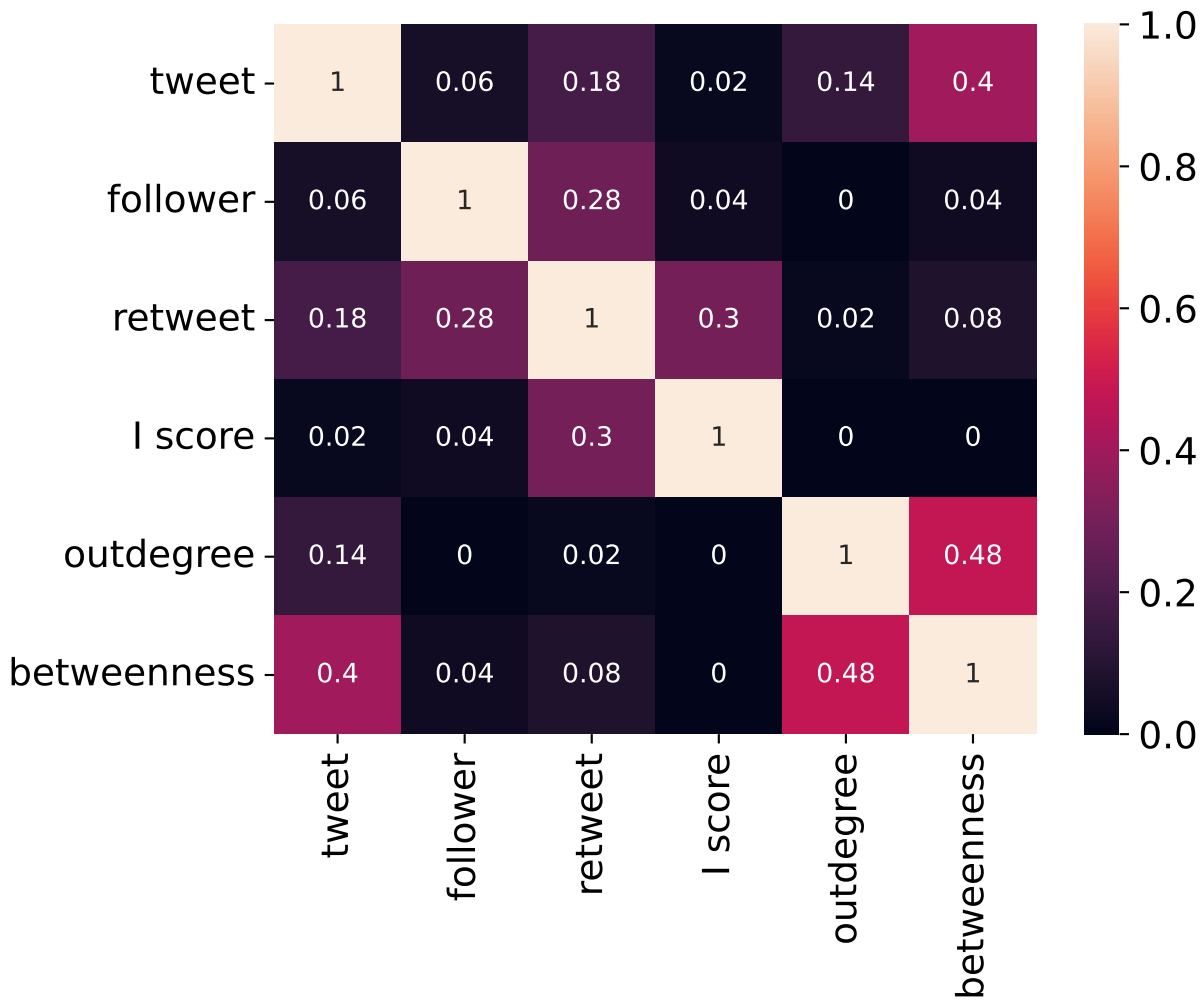 tweet 1 0.06 0.18 0.02 0.14 0.4
follower 0.06 1 0.28 0.04 0 0.04
retweet 0.18 0.28 1 0.3 0.02 0.08
I score 0.02 0.04 0.3 1 0 0
outdegree 0.14 0 0.02 0 1 0.48
betweenness 0.4 0.04 0.08 0 0.48 1
tweet
follower
retweet
I score
outdegree
betweenness
1.0
0.8
0.6
0.4
0.2
0.0